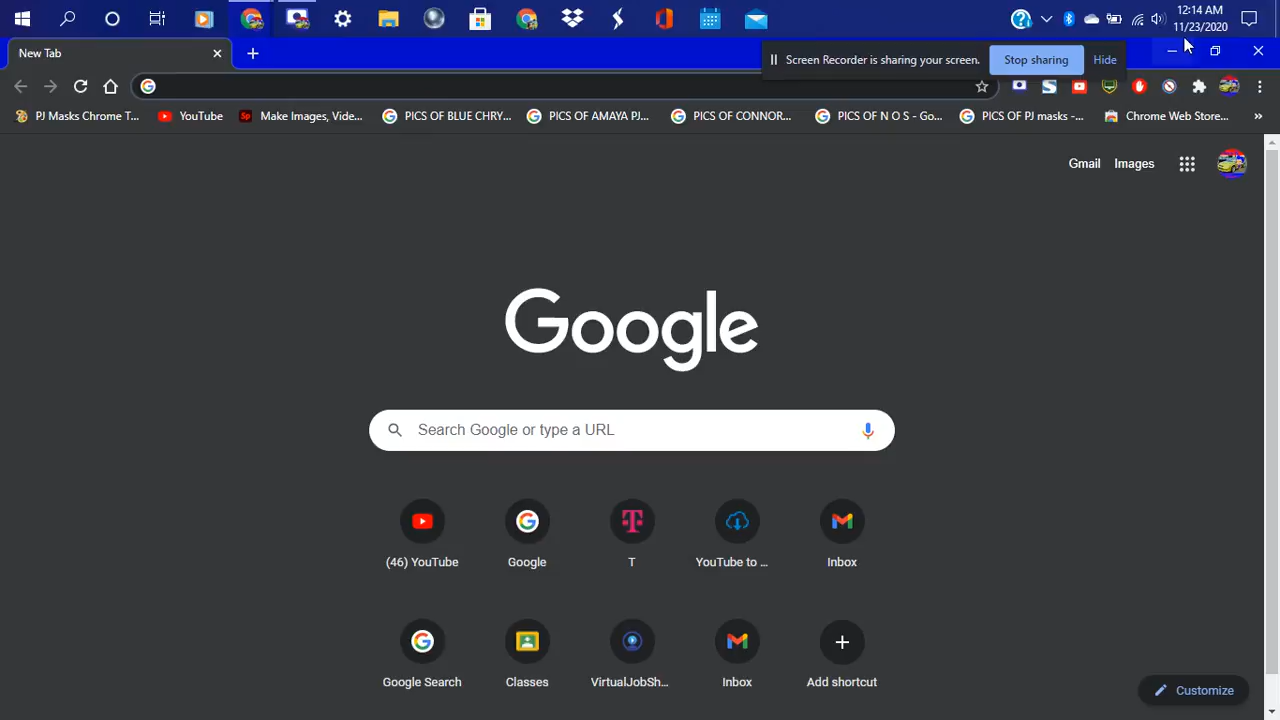 12:14 AM
11/23/2020
New Tab
Screen Recorder is sharing your screen.
Stop sharing
Hide
PJ Masks Chrome T...
YouTube
Make Images, Vide...
PICS OF BLUE CHRY...
PICS OF AMAYA PJ...
PICS OF CONNOR...
PICS OF N O S - Go...
PICS OF PJ masks -...
Chrome Web Store...
»
Gmail
Images
Google
Search Google or type a URL
(46) YouTube
Google
T
YouTube to ...
Inbox
Google Search
Classes
VirtualJobSh...
Inbox
Add shortcut
Customize